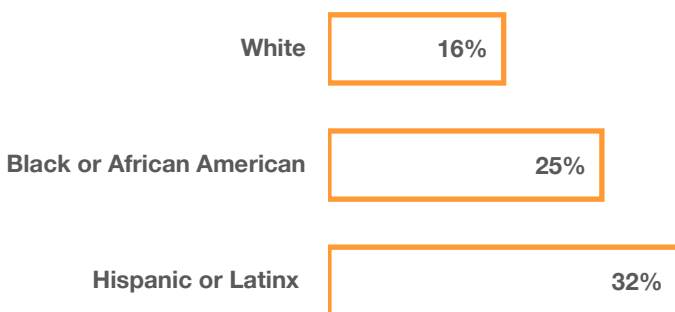 White 16%
Black or African American 25%
Hispanic or Latinx 32%